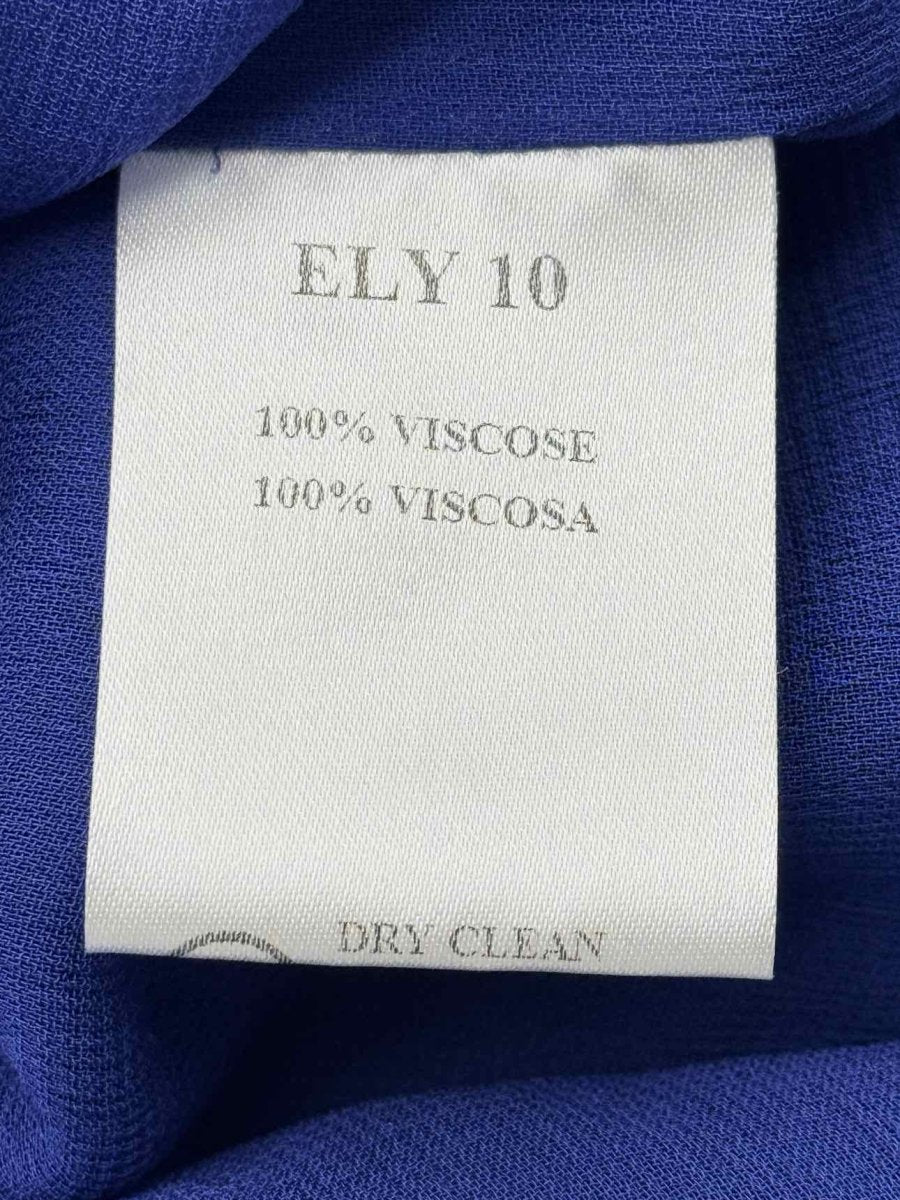 ELY 10
100% VISCOSE
100% VISCOSA
DRY CLEAN